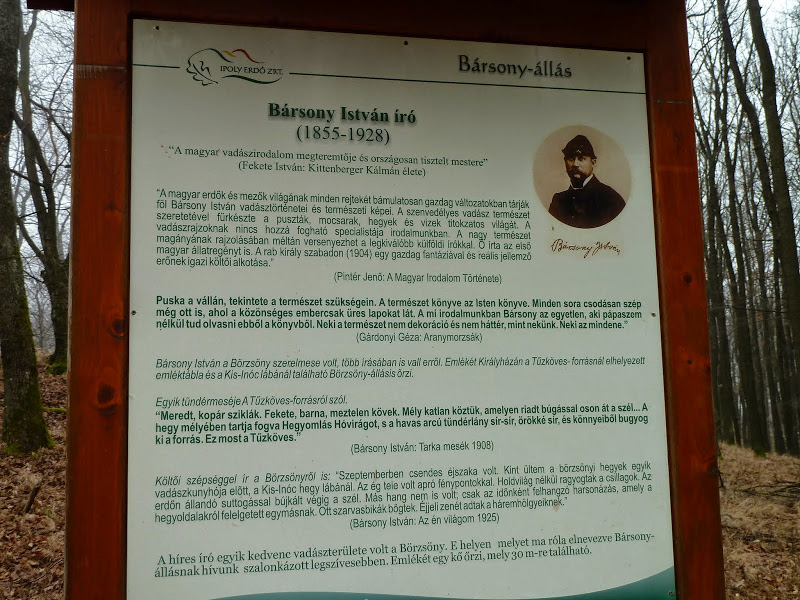 IPOLY ERDŐ ZRT.
Bársony-állás
Bársony István író
(1855-1928)
"A magyar vadászirodalom megteremtője és országosan tisztelt mestere"
(Fekete István: Kittenberger Kálmán élete)
"A magyar erdők és mezők világának minden rejtekét bámulatosan gazdag változatokban tárják
föl Bársony István vadásztörténetei és természeti képei. A szenvedélyes vadász természet
szeretetével fürkészte a puszták, mocsarak, hegyek és vizek titokzatos világát. A
vadászrajzoknak nincs hozzá fogható specialistája irodalmunkban. A nagy természet
magányának rajzolásában méltán versenyezhet a legkiválóbb külföldi írókkal. Ő írta az első
magyar állatregényt is. A rab király szabadon (1904) egy gazdag fantáziával és reális jellemző
erőnek igazi költői alkotása."
(Pintér Jenő: A Magyar Irodalom Története)
Bársony István
Puska a vállán, tekintete a természet szükségein. A természet könyve az Isten könyve. Minden sora csodásan szép
még ott is, ahol a közönséges embercsak üres lapokat lát. A mi irodalmunkban Bársony az egyetlen, aki pápaszem
nélkül tud olvasni ebből a könyvből. Neki a természet nem dekoráció és nem háttér, mint nekünk. Neki az mindene."
(Gárdonyi Géza: Aranymorzsák)
Bársony István a Börzsöny szerelmese volt, több írásában is vall erről. Emlékét Királyházán a Tűzköves- forrásnál elhelyezett
emléktábla és a Kis-Inóc lábánál található Börzsöny-állásis őrzi.
Egyik tündérmeséje A Tűzköves-forrásról szól.
"Meredt, kopár sziklák. Fekete, barna, meztelen kövek. Mély katlan köztük, amelyen riadt búgással oson át a szél... A
hegy mélyében tartja fogva Hegyomlás Hóvirágot, s a havas arcú tündérlány sír-sír, örökké sír, és könnyeiből bugyog
ki a forrás. Ez most a Tűzköves."
(Bársony István: Tarka mesék 1908)
Költői szépséggel ír a Börzsönyről is: "Szeptemberben csendes éjszaka volt. Kint ültem a börzsönyi hegyek egyik
vadászkunyhója előtt, a Kis-Inóc hegy lábánál. Az ég tele volt apró fénypontokkal. Holdvilág nélkül ragyogtak a csillagok. Az
erdőn állandó suttogással bújkált végig a szél. Más hang nem is volt; csak az időnként felhangzó harsonázás, amely a
hegyoldalakról felelgetett egymásnak. Ott szarvasbikák bőgtek. Éjjeli zenét adtak a háremhölgyeiknek."
(Bársony István: Az én világom 1925)
A híres író egyik kedvenc vadászterülete volt a Börzsöny. E helyen melyet ma róla elnevezve Bársony-
állásnak hívunk szalonkázott legszívesebben. Emlékét egy kő őrzi, mely 30 m-re található.